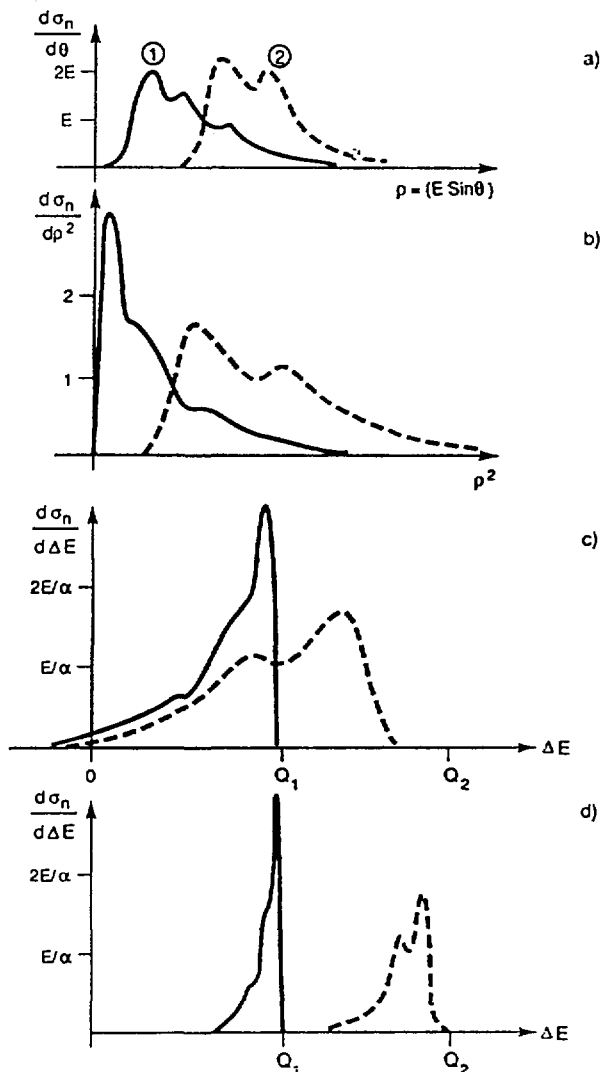 dσₙ
dθ
① ②
a)
2E
E
ρ = {E Sinθ}
dσₙ
dρ²
b)
2
1
ρ²
dσₙ
dΔE
c)
2E/α
E/α
0 Q₁ Q₂ ΔE
dσₙ
dΔE
d)
2E/α
E/α
Q₁ Q₂ ΔE